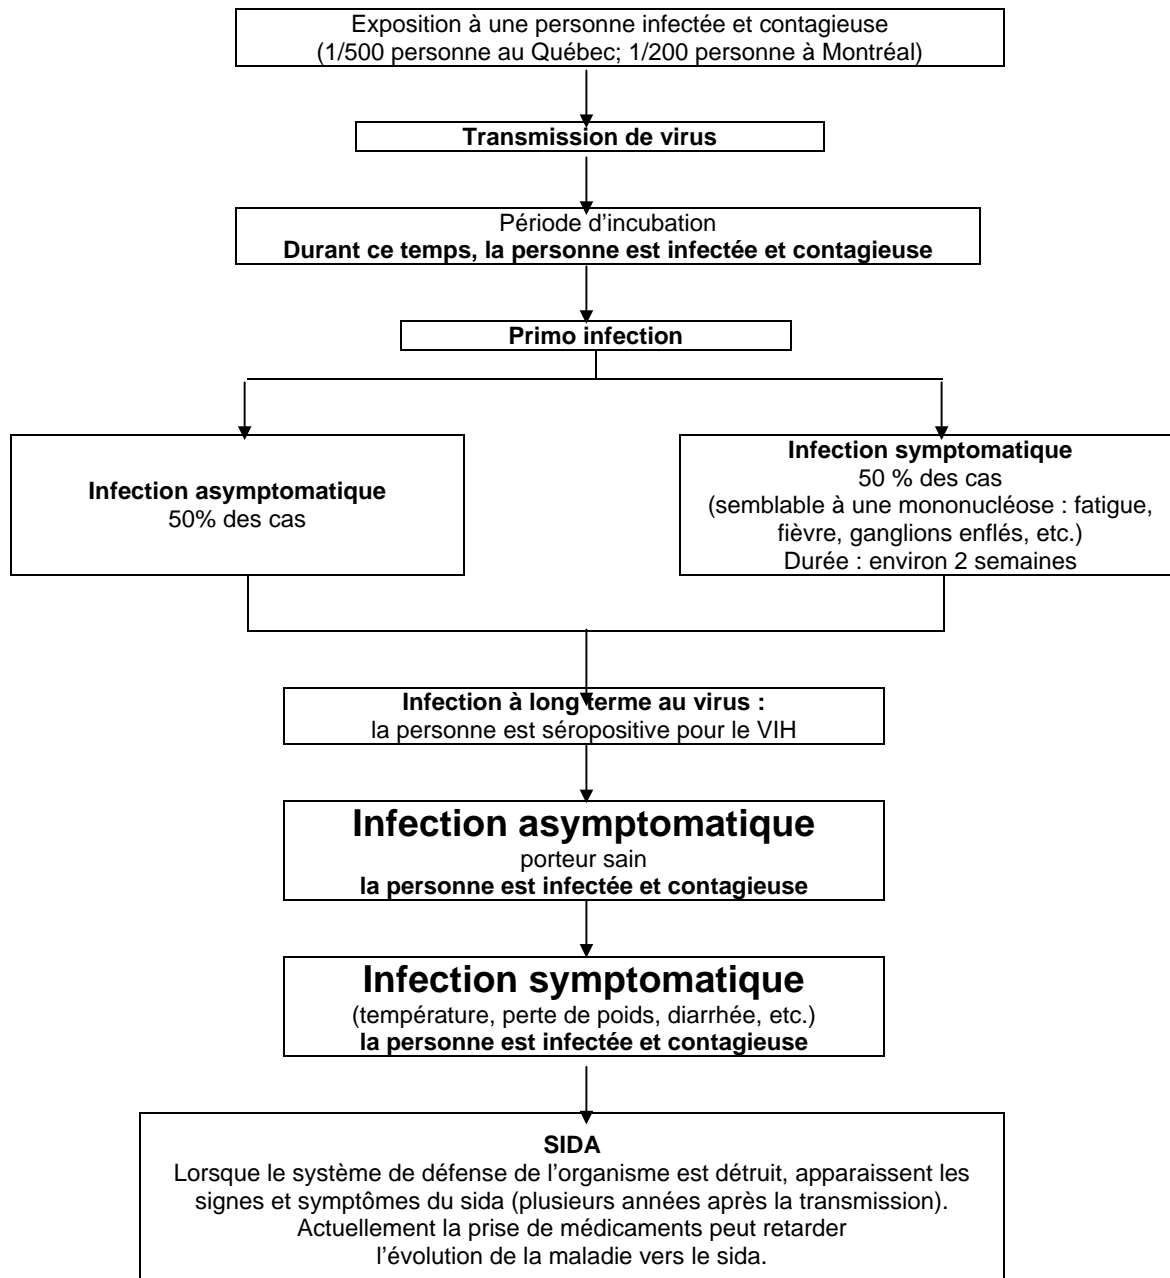 Exposition à une personne infectée et contagieuse
(1/500 personne au Québec; 1/200 personne à Montréal)
Transmission de virus
Période d'incubation
Durant ce temps, la personne est infectée et contagieuse
Primo infection
Infection asymptomatique
50% des cas
Infection symptomatique
50 % des cas
(semblable à une mononucléose : fatigue,
fièvre, ganglions enflés, etc.)
Durée : environ 2 semaines
Infection à long terme au virus :
la personne est séropositive pour le VIH
Infection asymptomatique
porteur sain
la personne est infectée et contagieuse
Infection symptomatique
(température, perte de poids, diarrhée, etc.)
la personne est infectée et contagieuse
SIDA
Lorsque le système de défense de l'organisme est détruit, apparaissent les
signes et symptômes du sida (plusieurs années après la transmission).
Actuellement la prise de médicaments peut retarder
l'évolution de la maladie vers le sida.